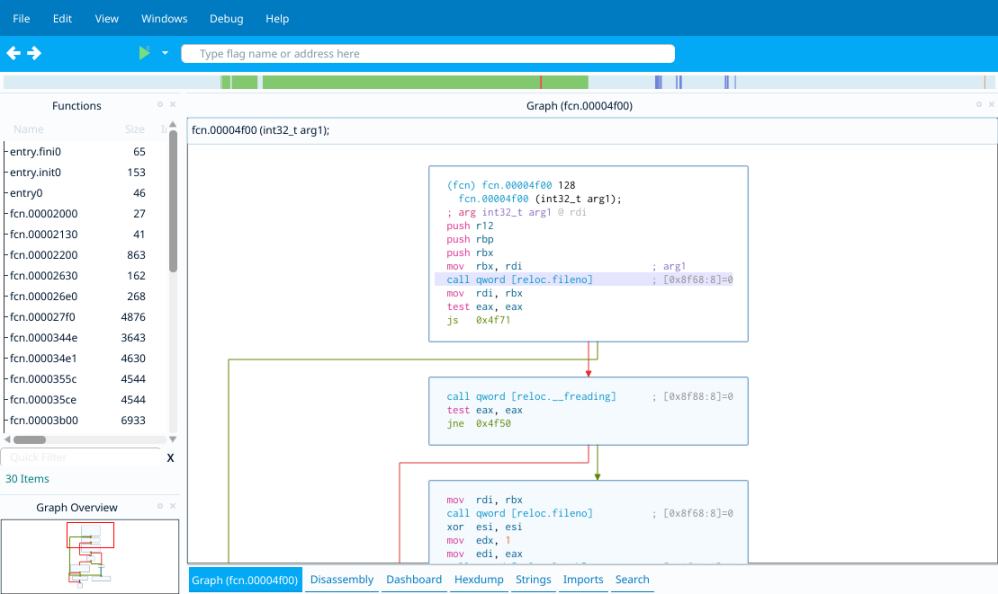 File Edit View Windows Debug Help
Type flag name or address here
Functions
Name Size
entry.fini0 65
entry.init0 153
entry0 46
fcn.00002000 27
fcn.00002130 41
fcn.00002200 863
fcn.00002630 162
fcn.000026e0 268
fcn.000027f0 4876
fcn.0000344e 3643
fcn.000034e1 4630
fcn.0000355c 4544
fcn.000035ce 4544
fcn.00003b00 6933
Quick Filter X
30 Items
Graph Overview
Graph (fcn.00004f00)
fcn.00004f00 (int32_t arg1);
(fcn) fcn.00004f00 128
fcn.00004f00 (int32_t arg1);
; arg int32_t arg1 @ rdi
push r12
push rbp
push rbx
mov rbx, rdi ; arg1
call qword [reloc.fileno] ; [0x8f68:8]=0
mov rdi, rbx
test eax, eax
js 0x4f71
call qword [reloc.__freading] ; [0x8f88:8]=0
test eax, eax
jne 0x4f50
mov rdi, rbx
call qword [reloc.fileno] ; [0x8f68:8]=0
xor esi, esi
mov edx, 1
mov edi, eax
Graph (fcn.00004f00) Disassembly Dashboard Hexdump Strings Imports Search